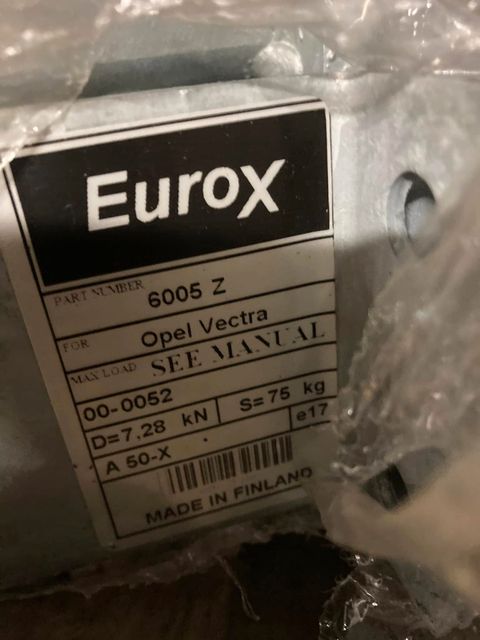 EuroX
PART NUMBER 6005 Z
FOR Opel Vectra
MAX LOAD SEE MANUAL
00-0052
D=7.28 kN S=75 kg
A 50-X e17
MADE IN FINLAND